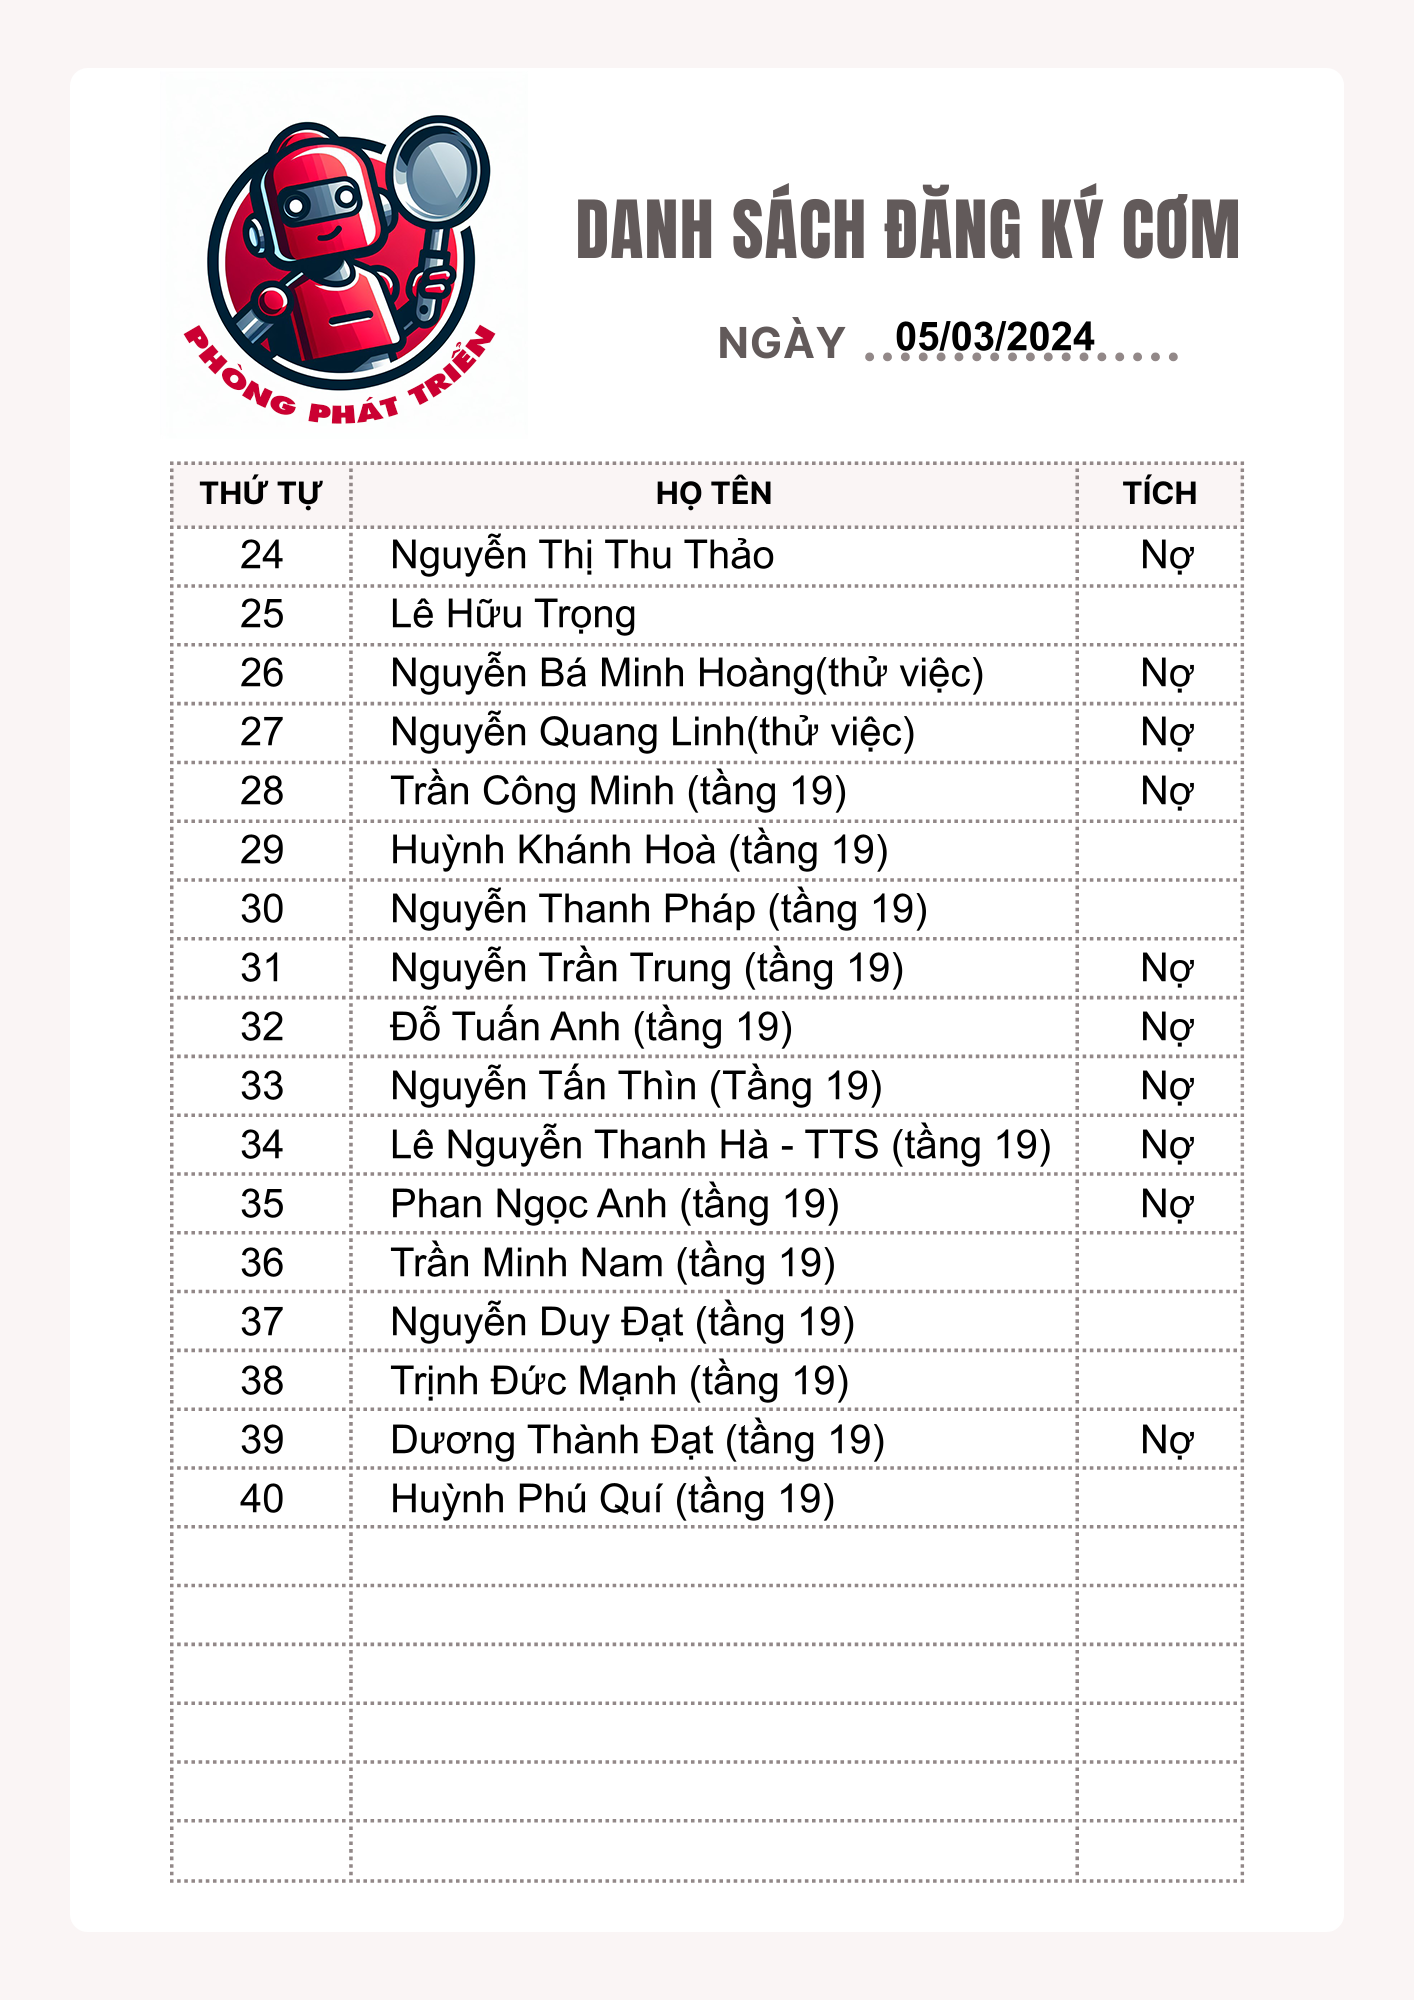 PHÒNG PHÁT TRIỂN
DANH SÁCH ĐĂNG KÝ CƠM
NGÀY 05/03/2024
THỨ TỰ HỌ TÊN TÍCH
24 Nguyễn Thị Thu Thảo Nợ
25 Lê Hữu Trọng
26 Nguyễn Bá Minh Hoàng(thử việc) Nợ
27 Nguyễn Quang Linh(thử việc) Nợ
28 Trần Công Minh (tầng 19) Nợ
29 Huỳnh Khánh Hoà (tầng 19)
30 Nguyễn Thanh Pháp (tầng 19)
31 Nguyễn Trần Trung (tầng 19) Nợ
32 Đỗ Tuấn Anh (tầng 19) Nợ
33 Nguyễn Tấn Thìn (Tầng 19) Nợ
34 Lê Nguyễn Thanh Hà - TTS (tầng 19) Nợ
35 Phan Ngọc Anh (tầng 19) Nợ
36 Trần Minh Nam (tầng 19)
37 Nguyễn Duy Đạt (tầng 19)
38 Trịnh Đức Mạnh (tầng 19)
39 Dương Thành Đạt (tầng 19) Nợ
40 Huỳnh Phú Quí (tầng 19)